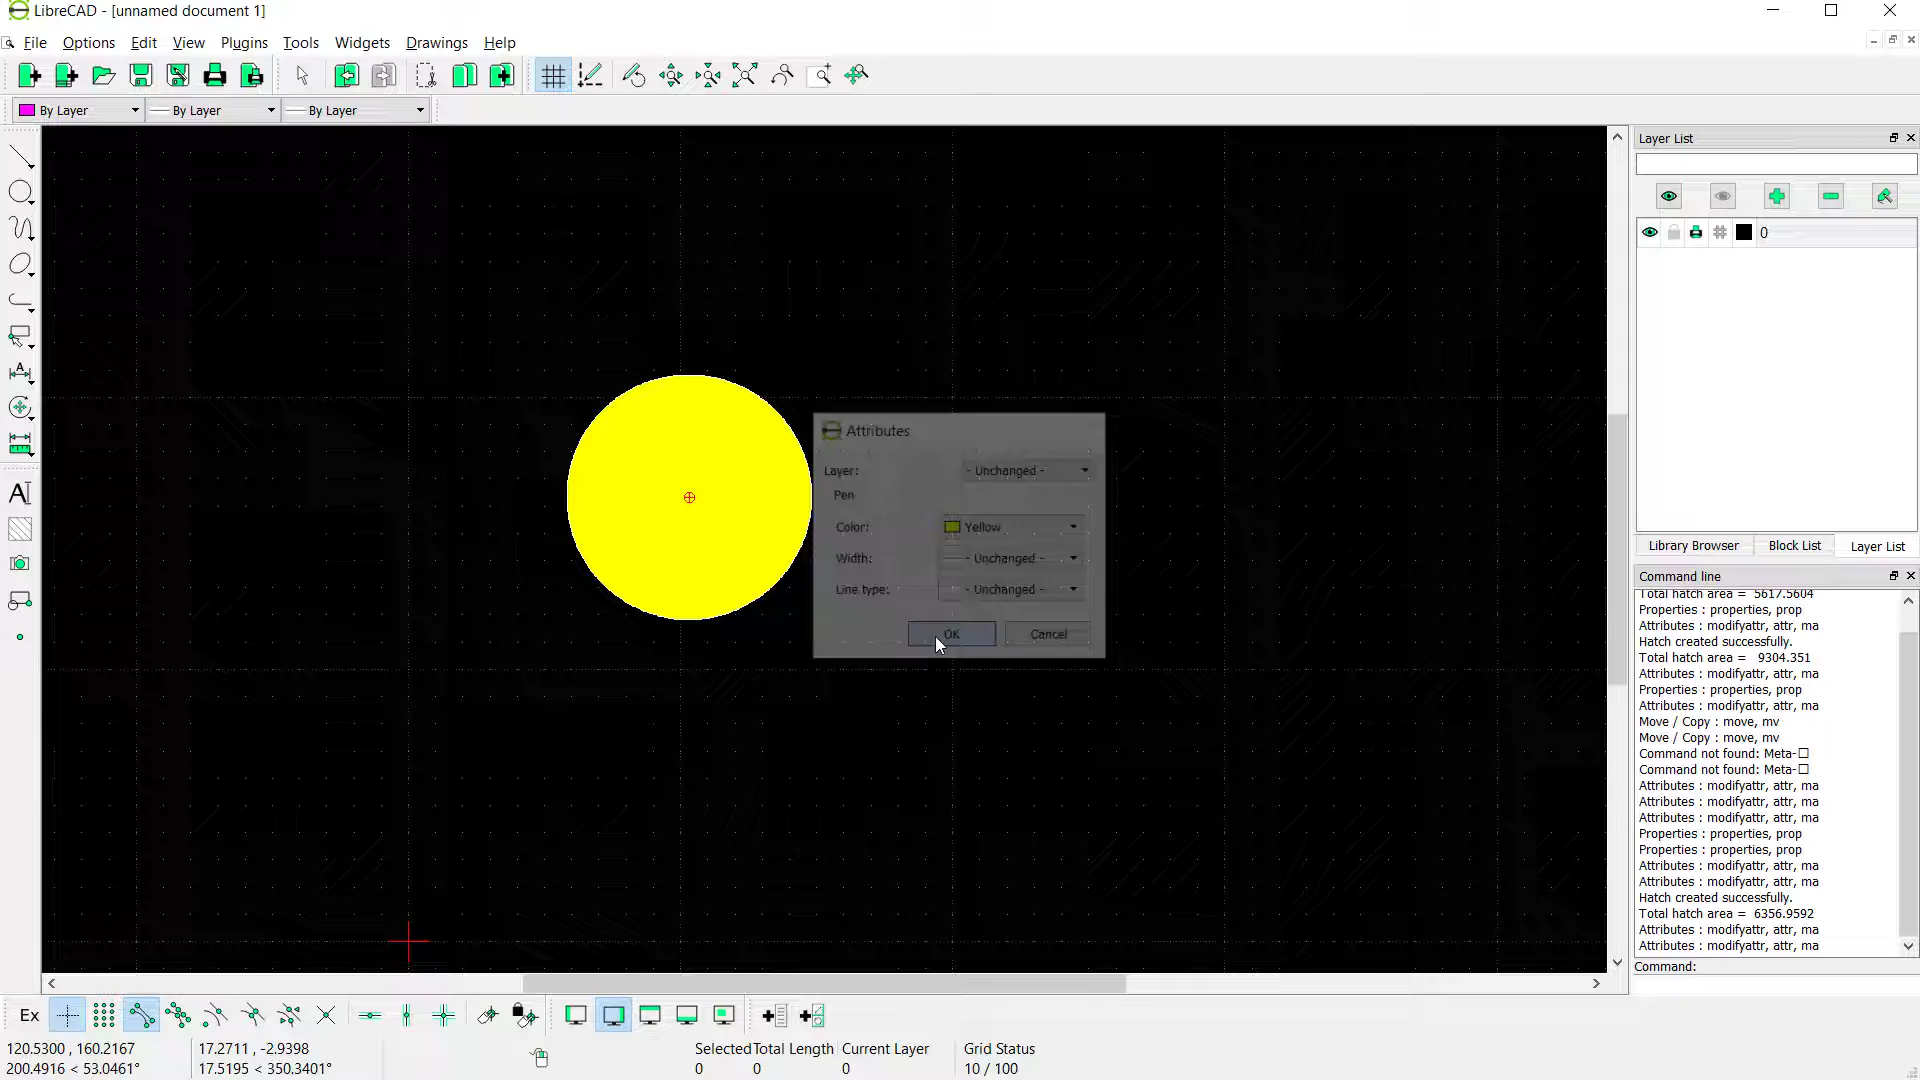 LibreCAD - [unnamed document 1]
File Options Edit View Plugins Tools Widgets Drawings Help
By Layer By Layer By Layer
Layer List
0
Attributes
Layer: - Unchanged -
Pen
Color: Yellow
Width: - Unchanged -
Line type: - Unchanged -
OK Cancel
Library Browser Block List Layer List
Command line
Total hatch area = 5617.5604
Properties : properties, prop
Attributes : modifyattr, attr, ma
Hatch created successfully.
Total hatch area = 9304.351
Attributes : modifyattr, attr, ma
Properties : properties, prop
Attributes : modifyattr, attr, ma
Move / Copy : move, mv
Move / Copy : move, mv
Command not found: Meta-□
Command not found: Meta-□
Attributes : modifyattr, attr, ma
Attributes : modifyattr, attr, ma
Attributes : modifyattr, attr, ma
Properties : properties, prop
Properties : properties, prop
Attributes : modifyattr, attr, ma
Attributes : modifyattr, attr, ma
Hatch created successfully.
Total hatch area = 6356.9592
Attributes : modifyattr, attr, ma
Attributes : modifyattr, attr, ma
Command:
Ex
120.5300 , 160.2167 17.2711 , -2.9398 Selected Total Length Current Layer Grid Status
200.4916 < 53.0461° 17.5195 < 350.3401° 0 0 0 10 / 100